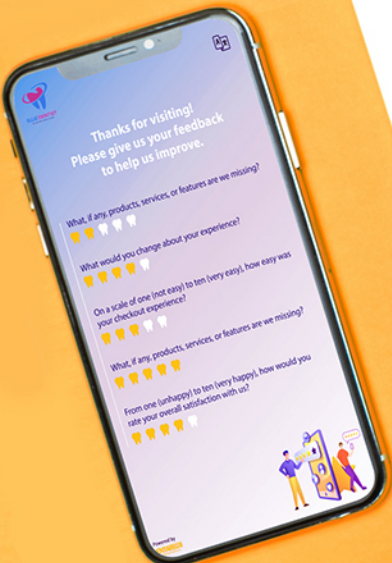 Thanks for visiting!
Please give us your feedback
to help us improve.
What, if any, products, services, or features are we missing?
What would you change about your experience?
On a scale of one (not easy) to ten (very easy), how easy was
your checkout experience?
What, if any, products, services, or features are we missing?
From one (unhappy) to ten (very happy), how would you
rate your overall satisfaction with us?
Powered by